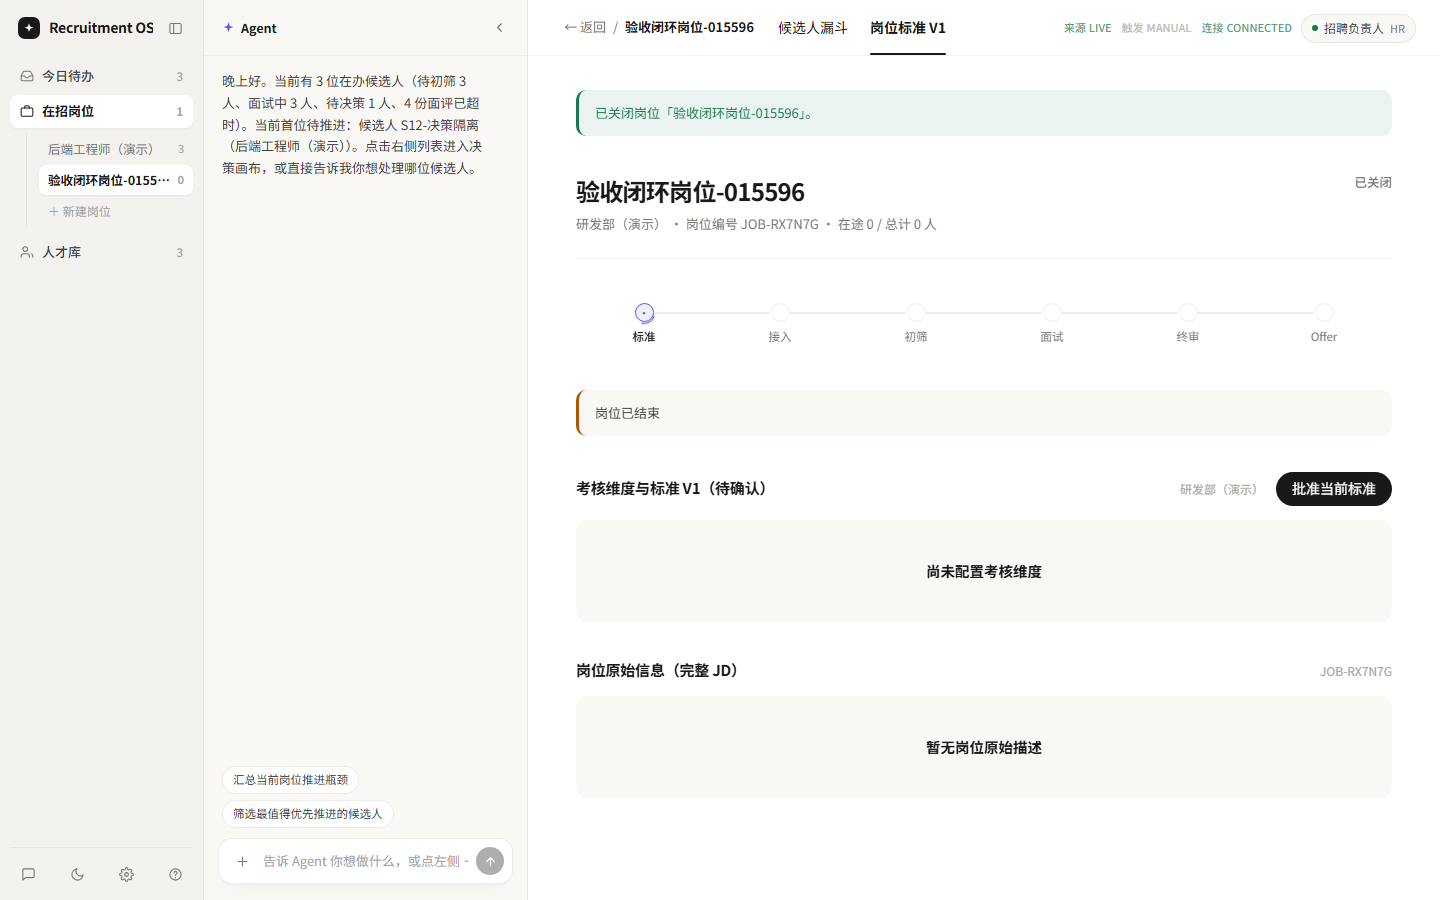 Recruitment OS
今日待办 3
在招岗位 1
后端工程师（演示） 3
验收闭环岗位-0155··· 0
新建岗位
人才库 3
Agent
晚上好。当前有 3 位在办候选人（待初筛 3
人、面试中 3 人、待决策 1 人、4 份面评已超
时）。当前首位待推进：候选人 S12-决策隔离
（后端工程师（演示））。点击右侧列表进入决
策画布，或直接告诉我你想处理哪位候选人。
汇总当前岗位推进瓶颈
筛选最值得优先推进的候选人
告诉 Agent 你想做什么，或点左侧 -
← 返回 / 验收闭环岗位-015596 候选人漏斗 岗位标准 V1 来源 LIVE 触发 MANUAL 连接 CONNECTED 招聘负责人 HR
已关闭岗位「验收闭环岗位-015596」。
验收闭环岗位-015596 已关闭
研发部（演示） · 岗位编号 JOB-RX7N7G · 在途 0 / 总计 0 人
标准 接入 初筛 面试 终审 Offer
岗位已结束
考核维度与标准 V1（待确认） 研发部（演示） 批准当前标准
尚未配置考核维度
岗位原始信息（完整 JD） JOB-RX7N7G
暂无岗位原始描述